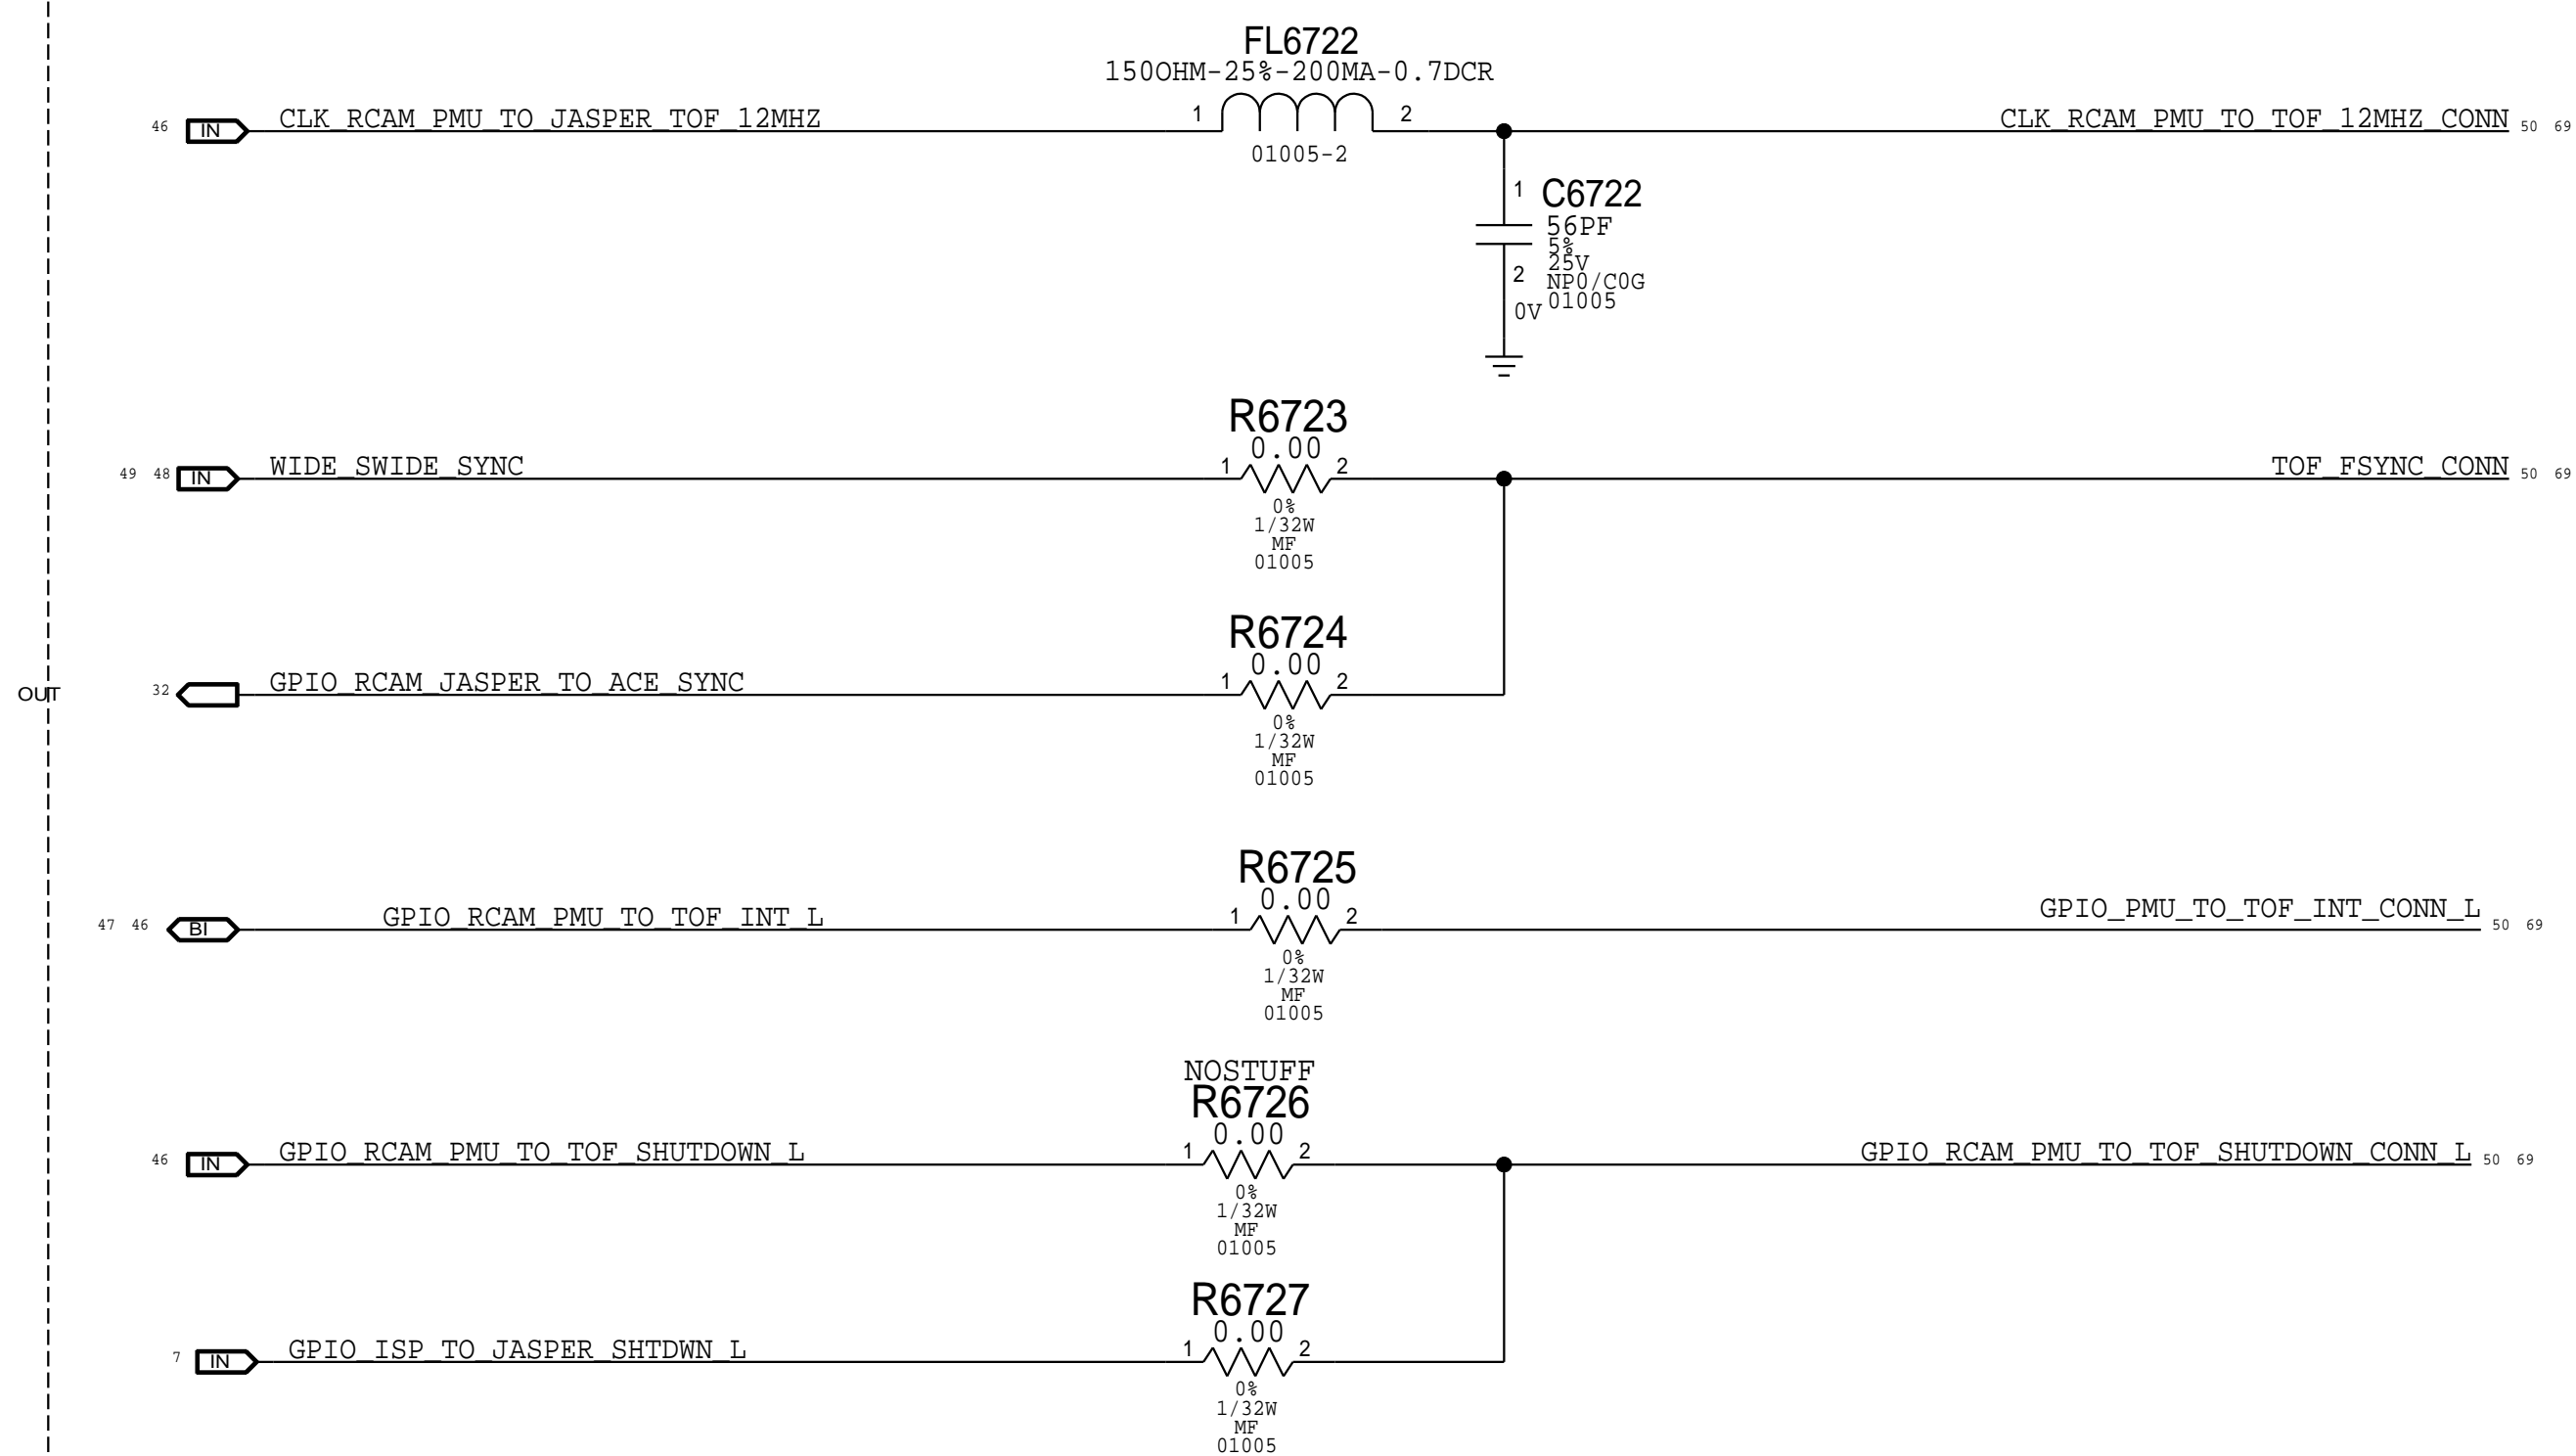 FL6722
150OHM-25%-200MA-0.7DCR
46 IN CLK_RCAM_PMU_TO_JASPER_TOF_12MHZ 1 2 CLK_RCAM_PMU_TO_TOF_12MHZ_CONN 50 69
01005-2
1 C6722
56PF
5%
25V
2 NP0/C0G
01005
0V
R6723
0.00
49 48 IN WIDE_SWIDE_SYNC 1 2 TOF_FSYNC_CONN 50 69
0%
1/32W
MF
01005
R6724
0.00
OUT 32 GPIO_RCAM_JASPER_TO_ACE_SYNC 1 2
0%
1/32W
MF
01005
R6725
0.00
47 46 BI GPIO_RCAM_PMU_TO_TOF_INT_L 1 2 GPIO_PMU_TO_TOF_INT_CONN_L 50 69
0%
1/32W
MF
01005
NOSTUFF
R6726
0.00
46 IN GPIO_RCAM_PMU_TO_TOF_SHUTDOWN_L 1 2 GPIO_RCAM_PMU_TO_TOF_SHUTDOWN_CONN_L 50 69
0%
1/32W
MF
01005
R6727
0.00
7 IN GPIO_ISP_TO_JASPER_SHTDWN_L 1 2
0%
1/32W
MF
01005